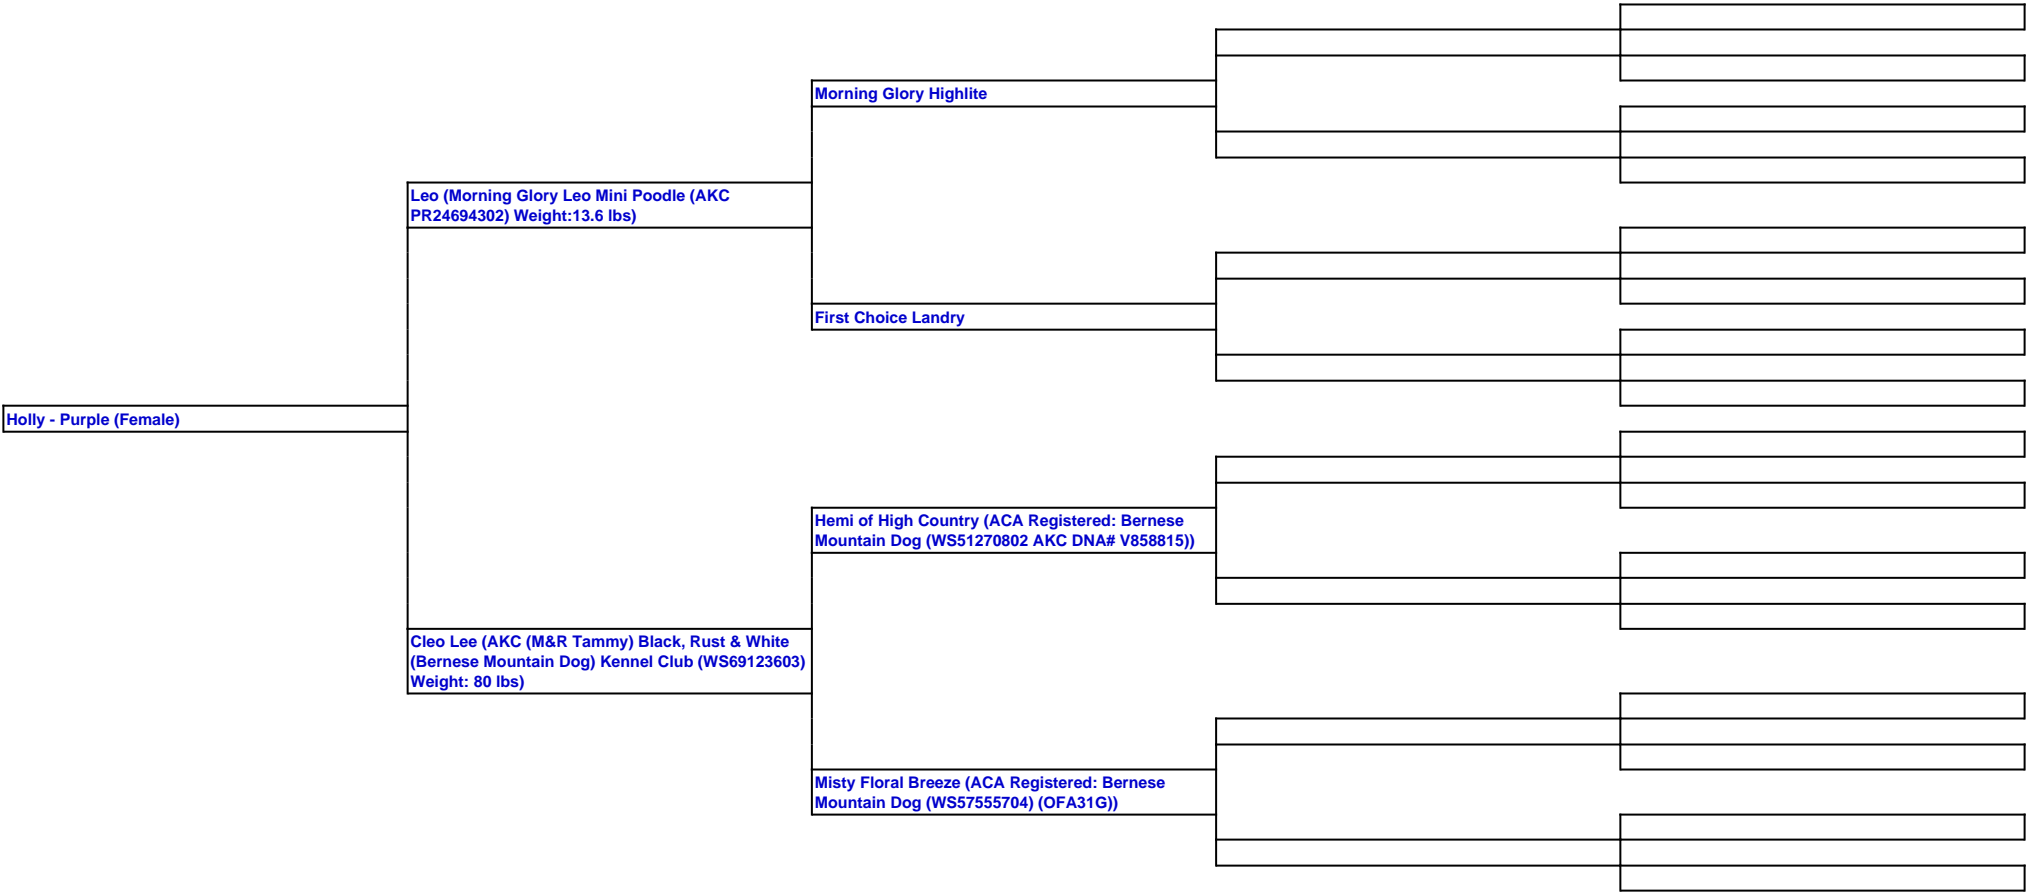 Morning Glory Highlite
Leo (Morning Glory Leo Mini Poodle (AKC
PR24694302) Weight:13.6 lbs)
First Choice Landry
Holly - Purple (Female)
Hemi of High Country (ACA Registered: Bernese
Mountain Dog (WS51270802 AKC DNA# V858815))
Cleo Lee (AKC (M&R Tammy) Black, Rust & White
(Bernese Mountain Dog) Kennel Club (WS69123603)
Weight: 80 lbs)
Misty Floral Breeze (ACA Registered: Bernese
Mountain Dog (WS57555704) (OFA31G))